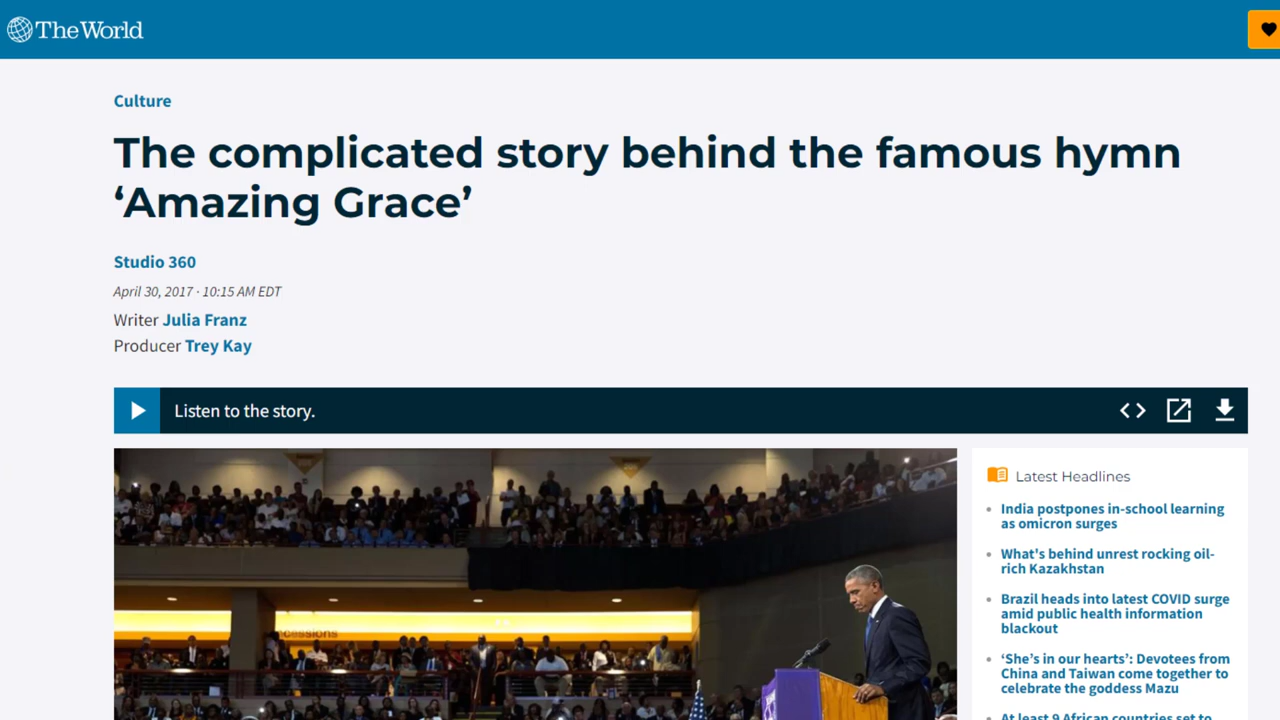 The World
Culture
The complicated story behind the famous hymn
‘Amazing Grace’
Studio 360
April 30, 2017 · 10:15 AM EDT
Writer Julia Franz
Producer Trey Kay
Listen to the story.
Latest Headlines
India postpones in-school learning
as omicron surges
What's behind unrest rocking oil-
rich Kazakhstan
Brazil heads into latest COVID surge
amid public health information
blackout
‘She’s in our hearts’: Devotees from
China and Taiwan come together to
celebrate the goddess Mazu
At least 9 African countries set to